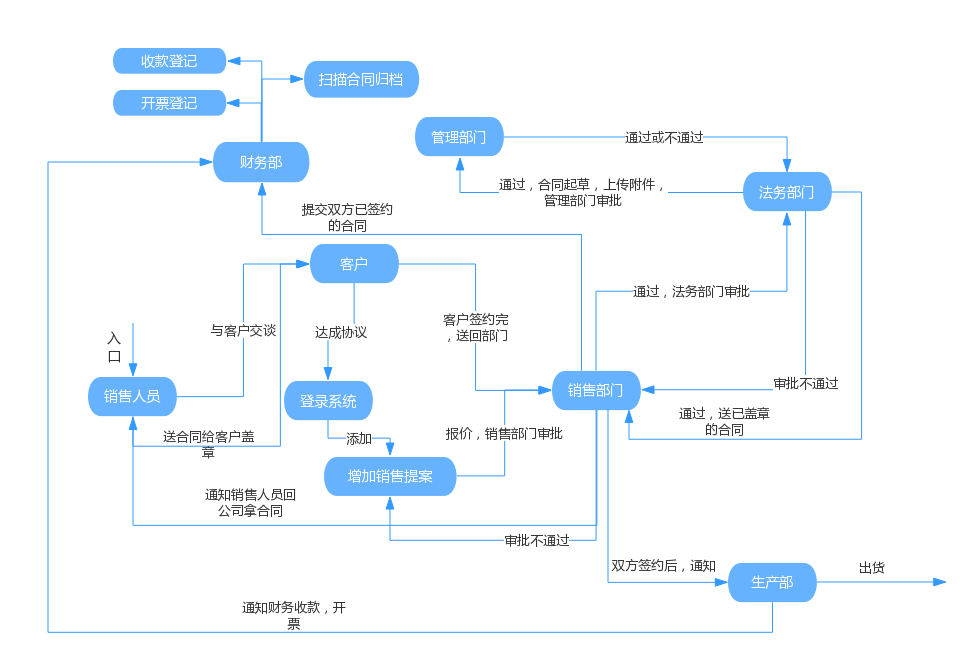 收款登记
扫描合同归档
开票登记
管理部门
通过或不通过
财务部
通过，合同起草，上传附件，
管理部门审批
法务部门
提交双方已签约
的合同
客户
通过，法务部门审批
与客户交谈
达成协议
客户签约完
，送回部门
入
口
销售人员
登录系统
销售部门
审批不通过
送合同给客户盖
章
添加
报价，销售部门审批
通过，送已盖章
的合同
增加销售提案
通知销售人员回
公司拿合同
审批不通过
双方签约后，通知
生产部
出货
通知财务收款，开
票